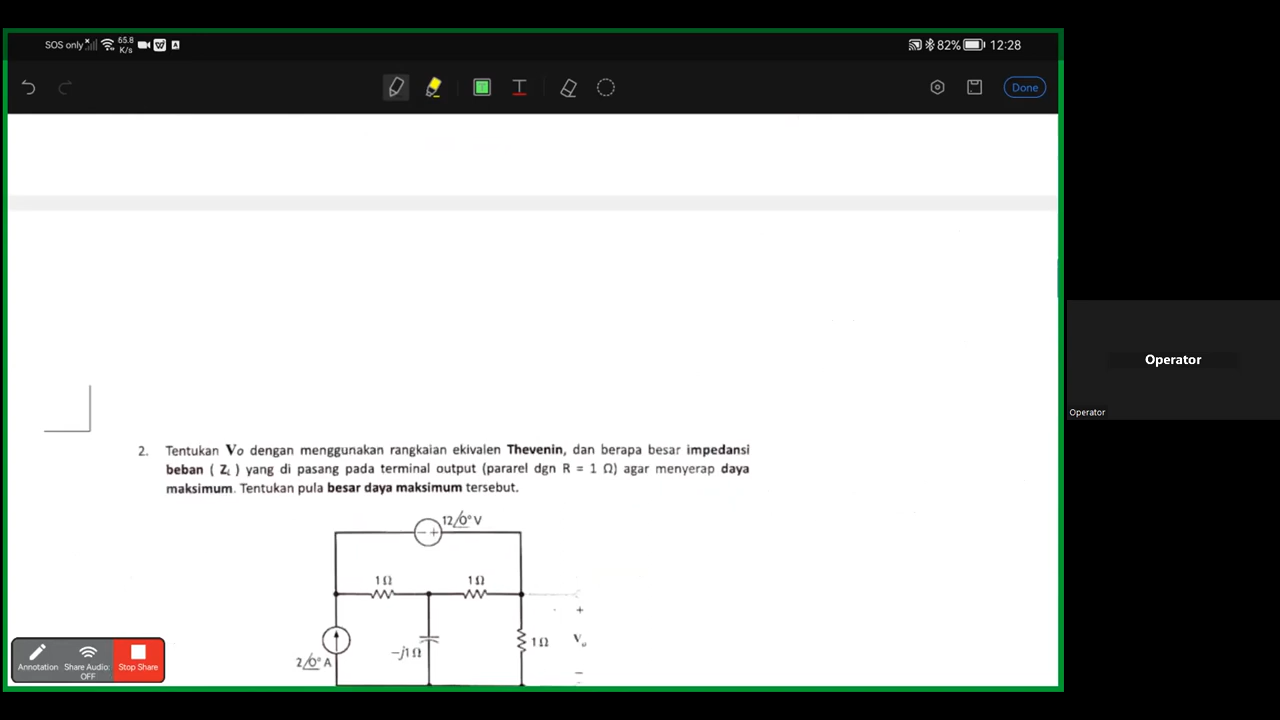 SOS only 65.8 K/s W A 82% 12:28
T Done
2. Tentukan Vo dengan menggunakan rangkaian ekivalen Thevenin, dan berapa besar impedansi
beban ( ZL ) yang di pasang pada terminal output (pararel dgn R = 1 Ω) agar menyerap daya
maksimum. Tentukan pula besar daya maksimum tersebut.
12/0° V
− +
1 Ω 1 Ω
+
−j1 Ω 1 Ω Vo
2/0° A
−
Annotation Share Audio: OFF Stop Share
Operator
Operator